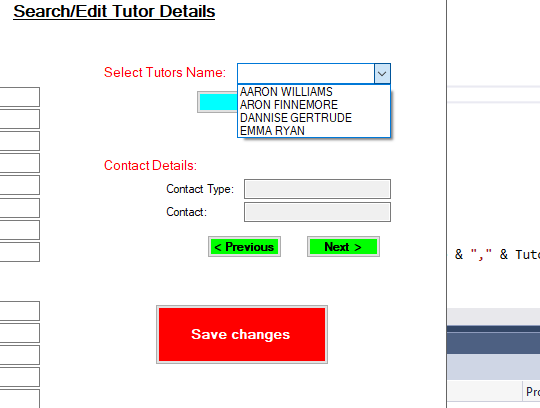 Search/Edit Tutor Details
Select Tutors Name:
AARON WILLIAMS
ARON FINNEMORE
DANNISE GERTRUDE
EMMA RYAN
Contact Details:
Contact Type:
Contact:
< Previous
Next >
& "," & Tuto
Save changes
Pro